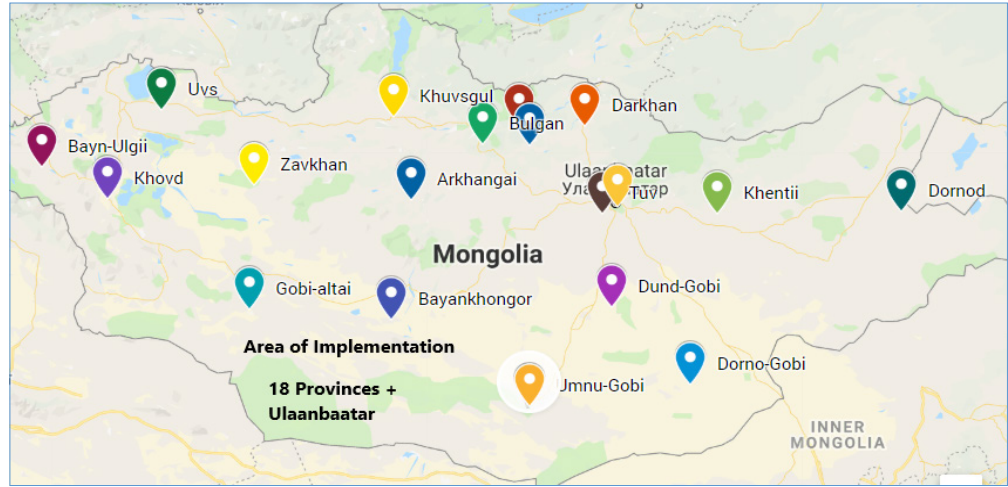 Uvs
Khuvsgul
Darkhan
Bulgan
Bayn-Ulgii
Khovd
Zavkhan
Arkhangai
Tuv
Khentii
Dornod
Mongolia
Gobi-altai
Bayankhongor
Dund-Gobi
Area of Implementation
Dorno-Gobi
18 Provinces +
Umnu-Gobi
Ulaanbaatar
INNER
MONGOLIA